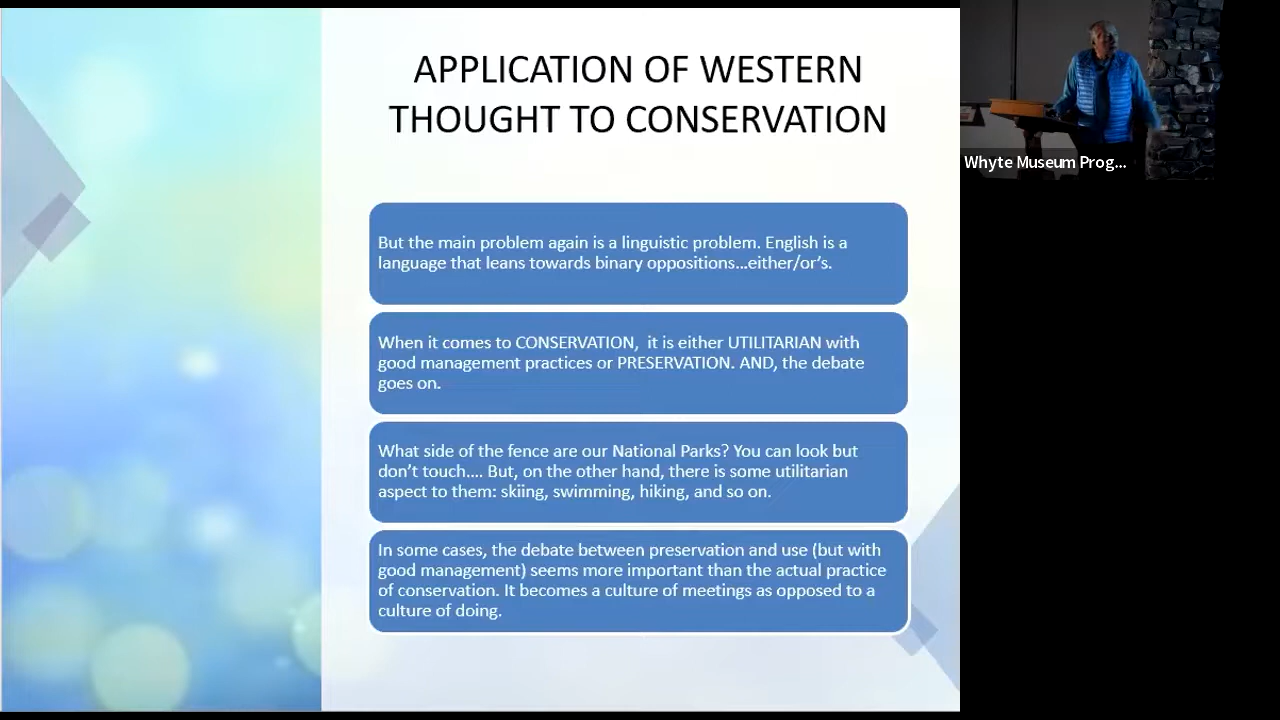 APPLICATION OF WESTERN
THOUGHT TO CONSERVATION
But the main problem again is a linguistic problem. English is a
language that leans towards binary oppositions…either/or’s.
When it comes to CONSERVATION,  it is either UTILITARIAN with
good management practices or PRESERVATION. AND, the debate
goes on.
What side of the fence are our National Parks? You can look but
don’t touch…. But, on the other hand, there is some utilitarian
aspect to them: skiing, swimming, hiking, and so on.
In some cases, the debate between preservation and use (but with
good management) seems more important than the actual practice
of conservation. It becomes a culture of meetings as opposed to a
culture of doing.
Whyte Museum Prog...